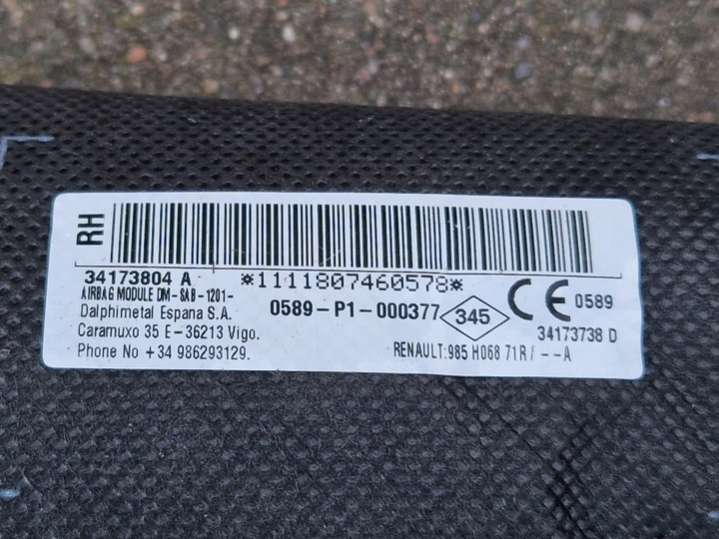 RH
34173804 A *1111807460578*
AIRBAG MODULE DM-SAB-1201-
Dalphimetal Espana S.A. 0589-P1-000377 345 CE 0589
Caramuxo 35 E-36213 Vigo. 34173738 D
Phone No +34 986293129. RENAULT:985 H068 71R/--A